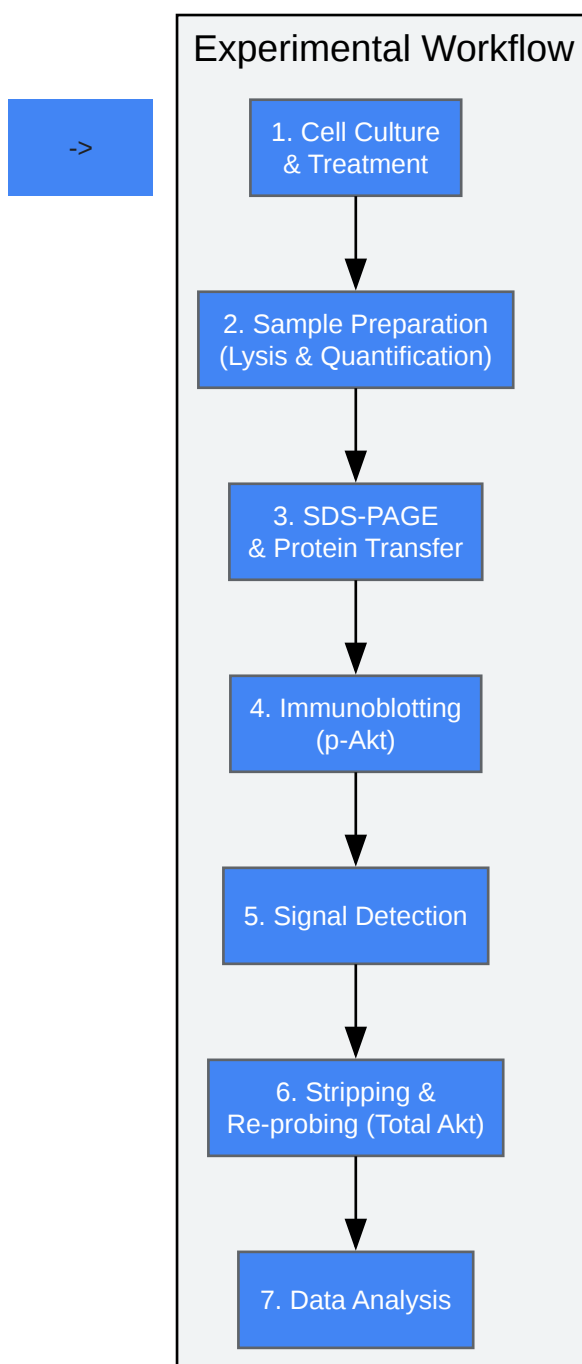 Experimental Workflow
->
1. Cell Culture
& Treatment
2. Sample Preparation
(Lysis & Quantification)
3. SDS-PAGE
& Protein Transfer
4. Immunoblotting
(p-Akt)
5. Signal Detection
6. Stripping &
Re-probing (Total Akt)
7. Data Analysis